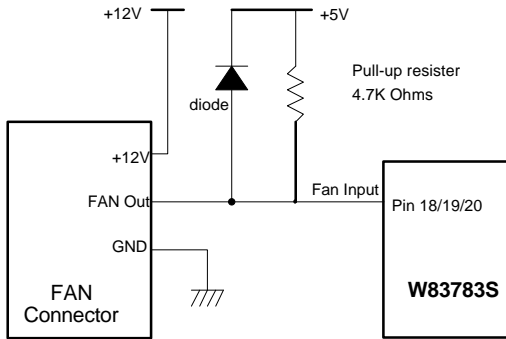 +12V
+5V
Pull-up resister
4.7K Ohms
diode
+12V
FAN Out
Fan Input
Pin 18/19/20
GND
FAN
Connector
W83783S